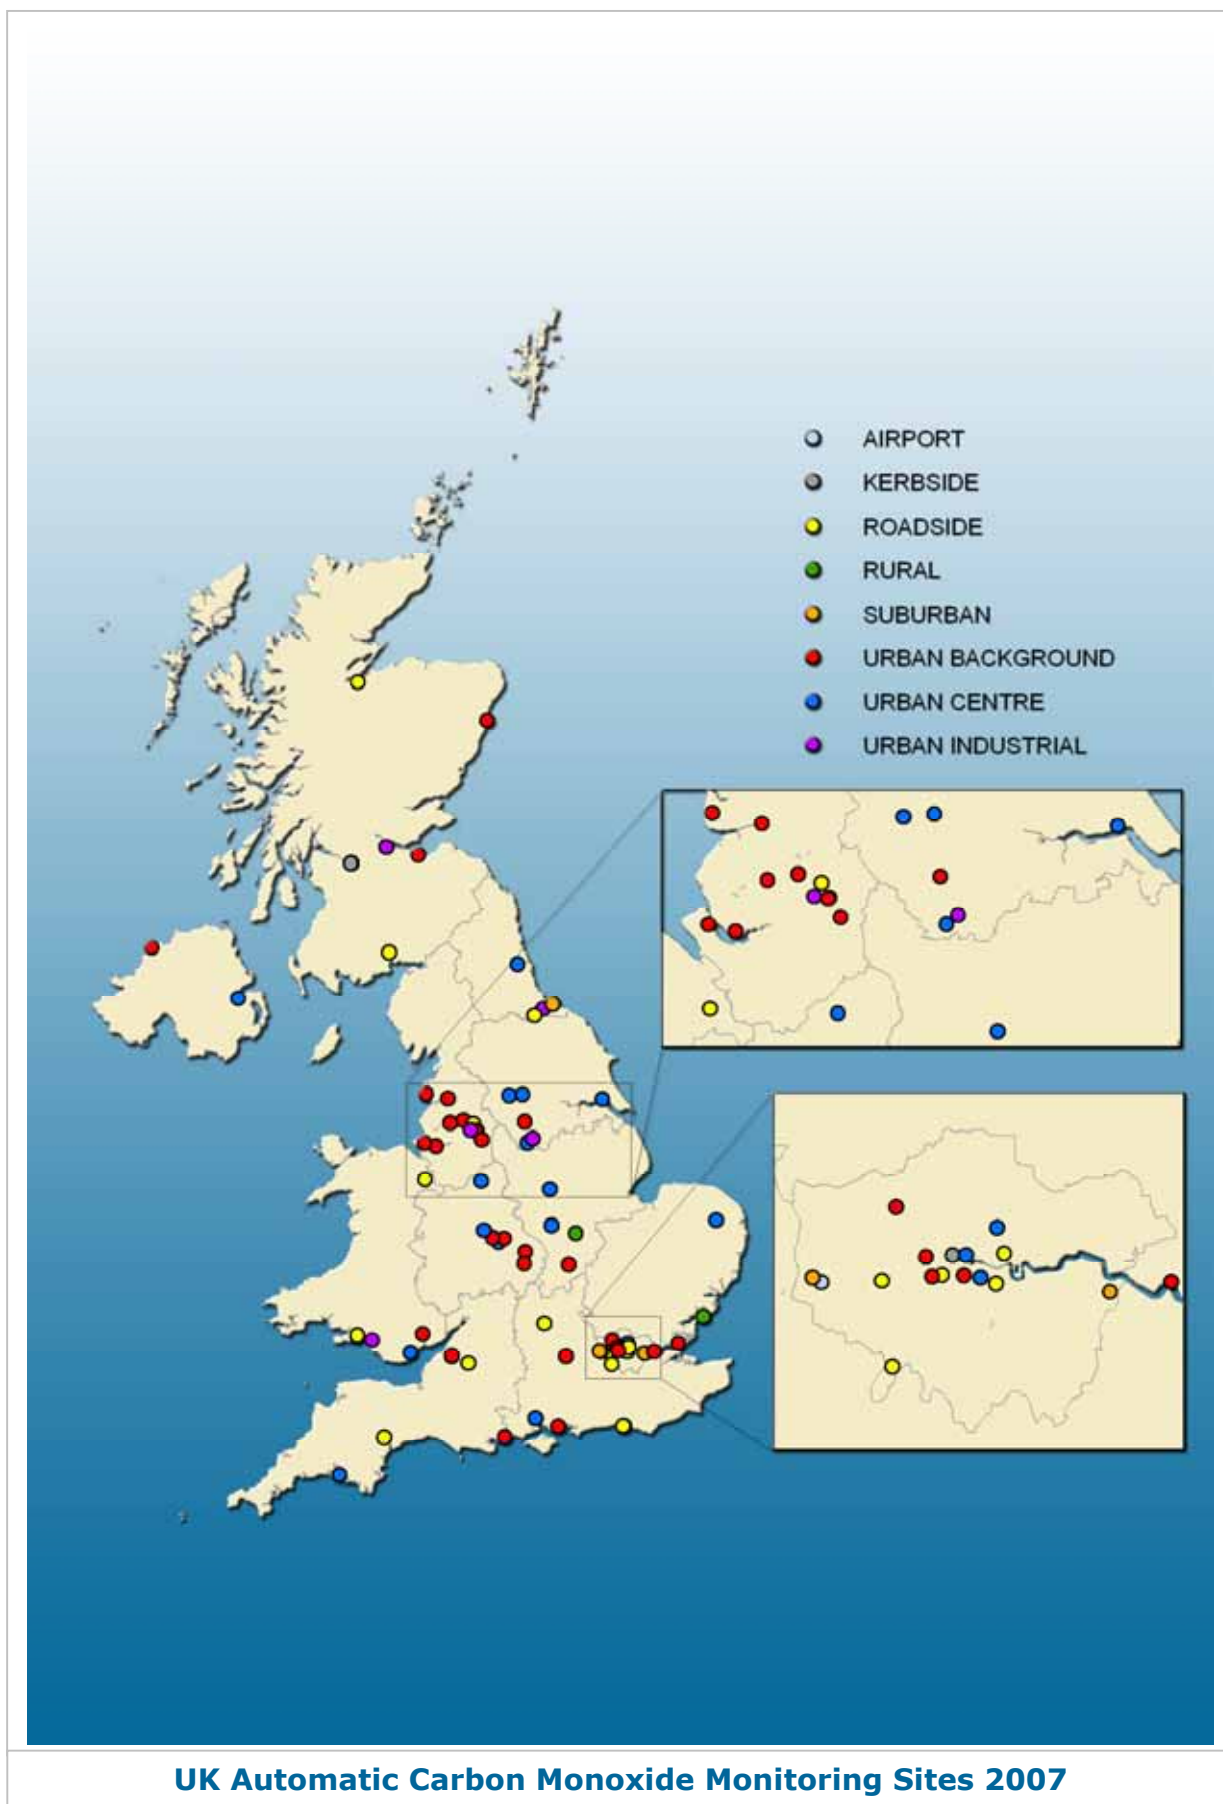 AIRPORT
KERBSIDE
ROADSIDE
RURAL
SUBURBAN
URBAN BACKGROUND
URBAN CENTRE
URBAN INDUSTRIAL
UK Automatic Carbon Monoxide Monitoring Sites 2007